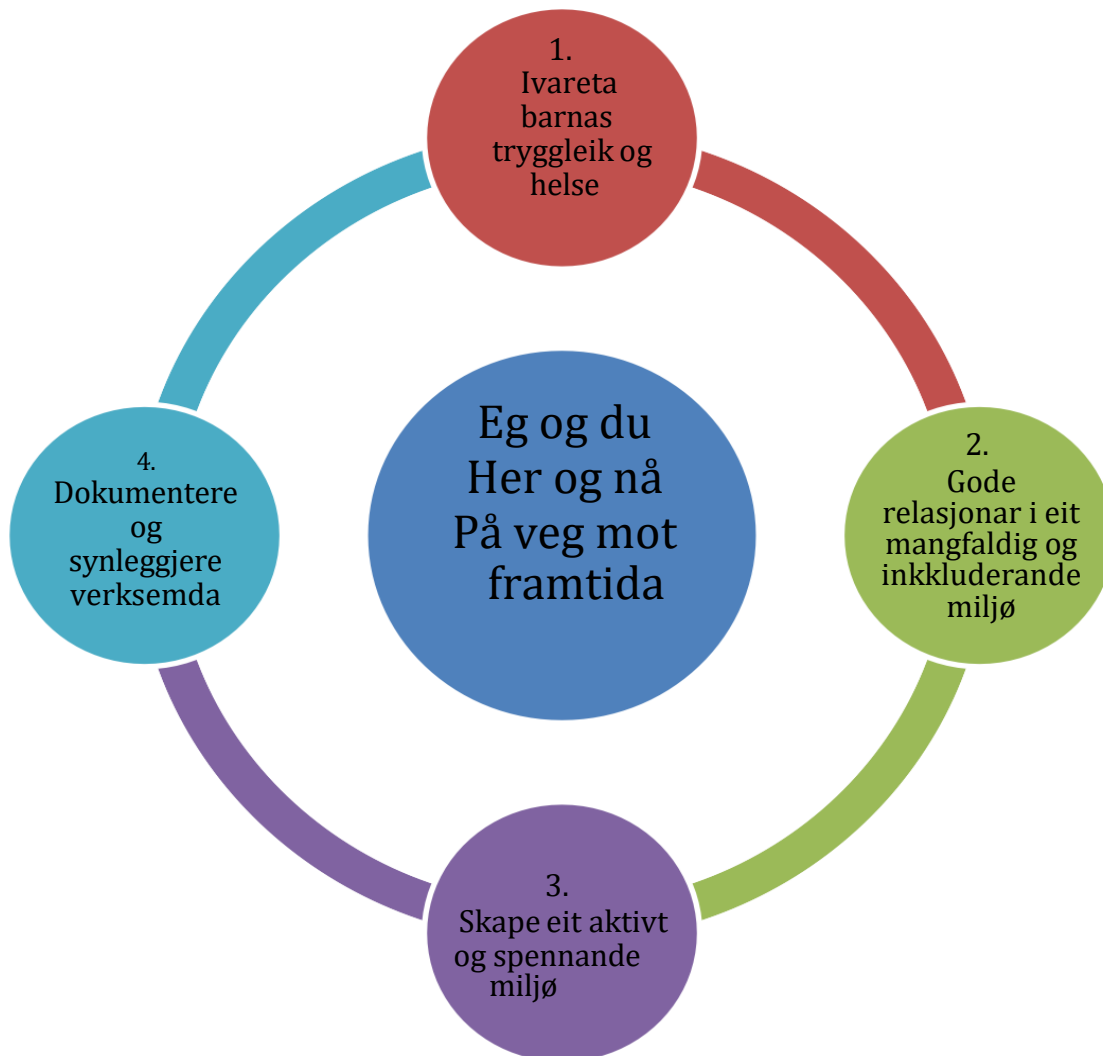 1.
Ivareta
barnas
tryggleik og
helse
Eg og du
Her og nå
På veg mot
framtida
2.
Gode
relasjonar i eit
mangfaldig og
inkkluderande
miljø
3.
Skape eit aktivt
og spennande
miljø
4.
Dokumentere
og
synleggjere
verksemda